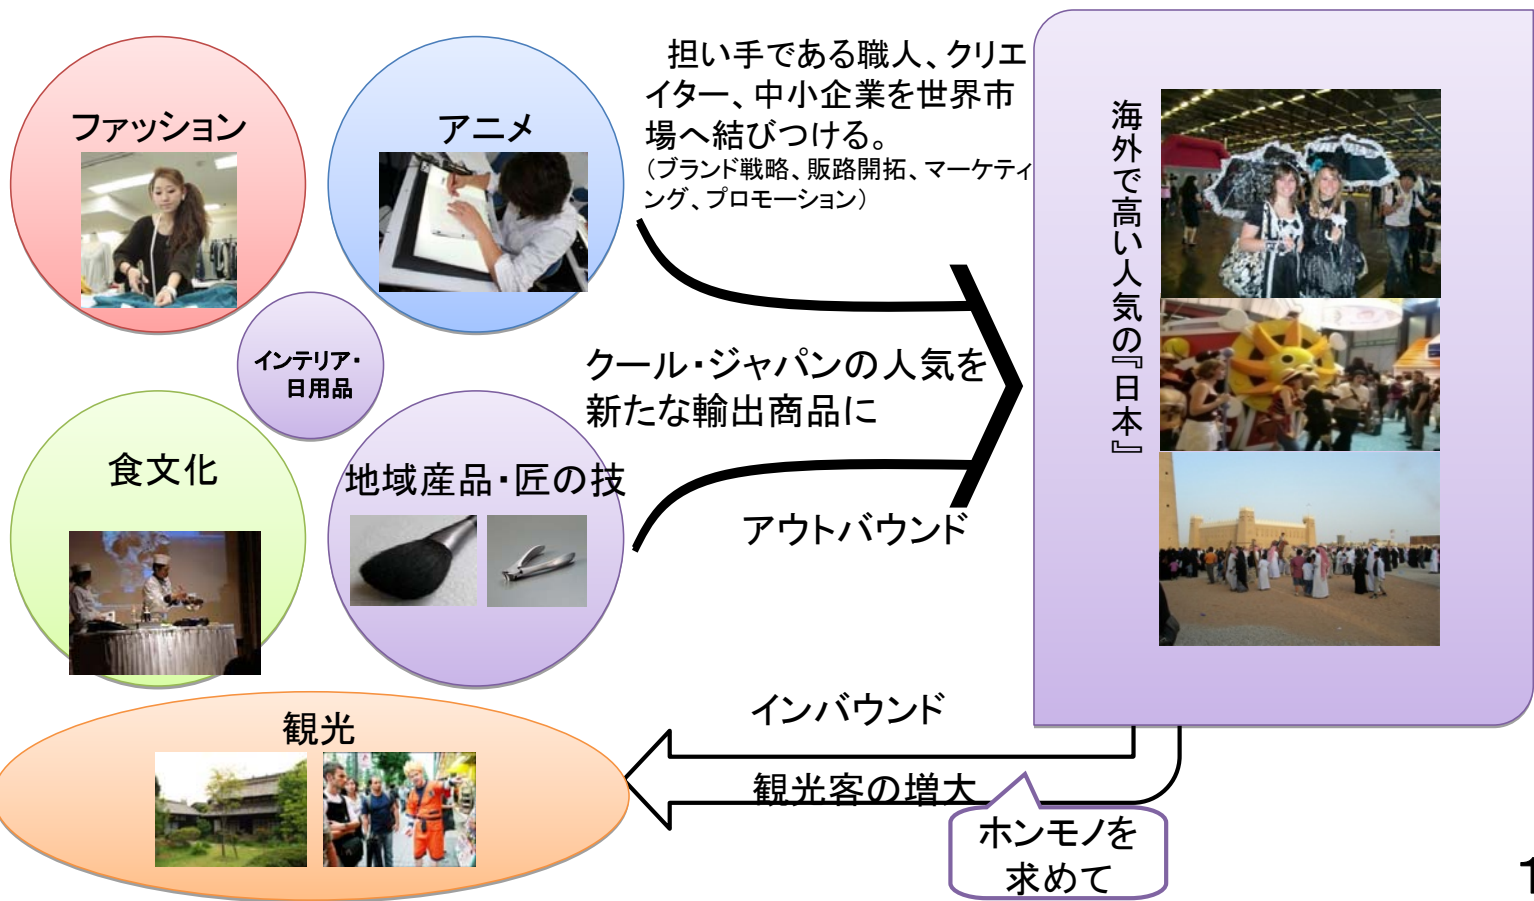 ファッション
アニメ
インテリア・
日用品
食文化
地域産品・匠の技
観光
担い手である職人、クリエ
イター、中小企業を世界市
場へ結びつける。
（ブランド戦略、販路開拓、マーケティ
ング、プロモーション）
クール・ジャパンの人気を
新たな輸出商品に
アウトバウンド
海外で高い人気の『日本』
インバウンド
観光客の増大
ホンモノを
求めて
1